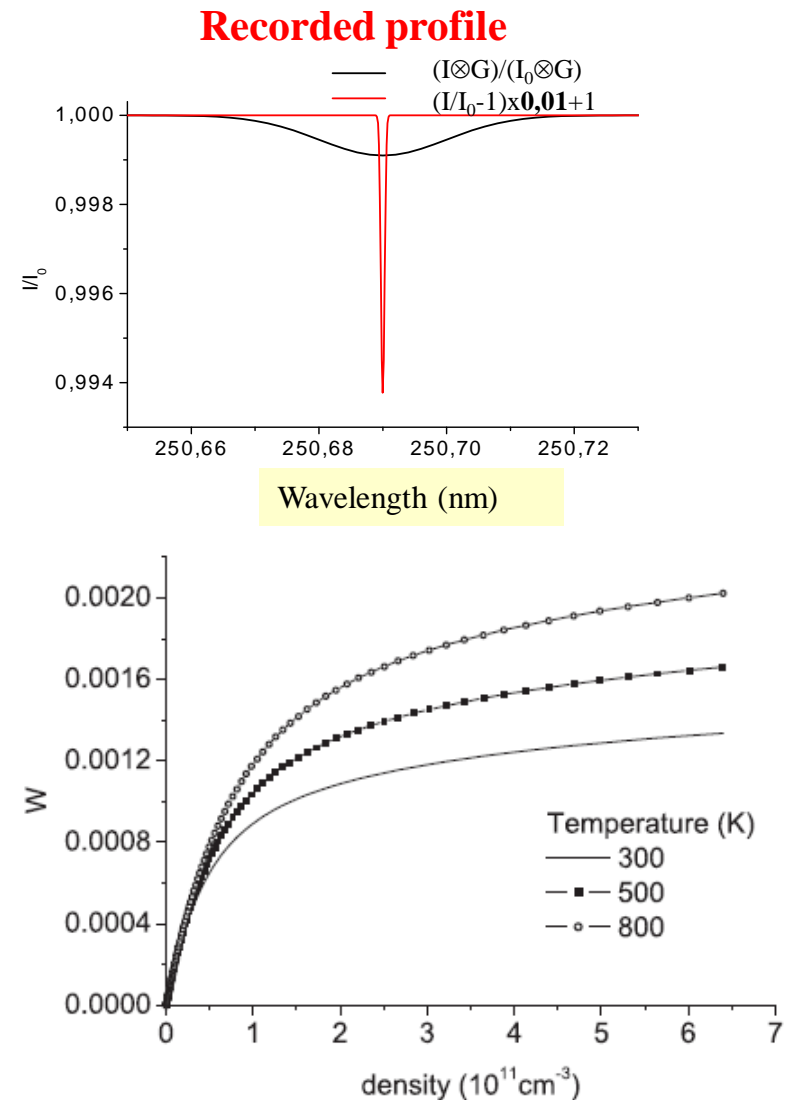 Recorded profile
(I⊗G)/(I₀⊗G)
(I/I₀-1)x0,01+1
1,000
0,998
0,996
0,994
I/I₀
250,66 250,68 250,70 250,72
Wavelength (nm)
0.0020
0.0016
0.0012
0.0008
0.0004
0.0000
W
Temperature (K)
300
500
800
0 1 2 3 4 5 6 7
density (10¹¹cm⁻³)